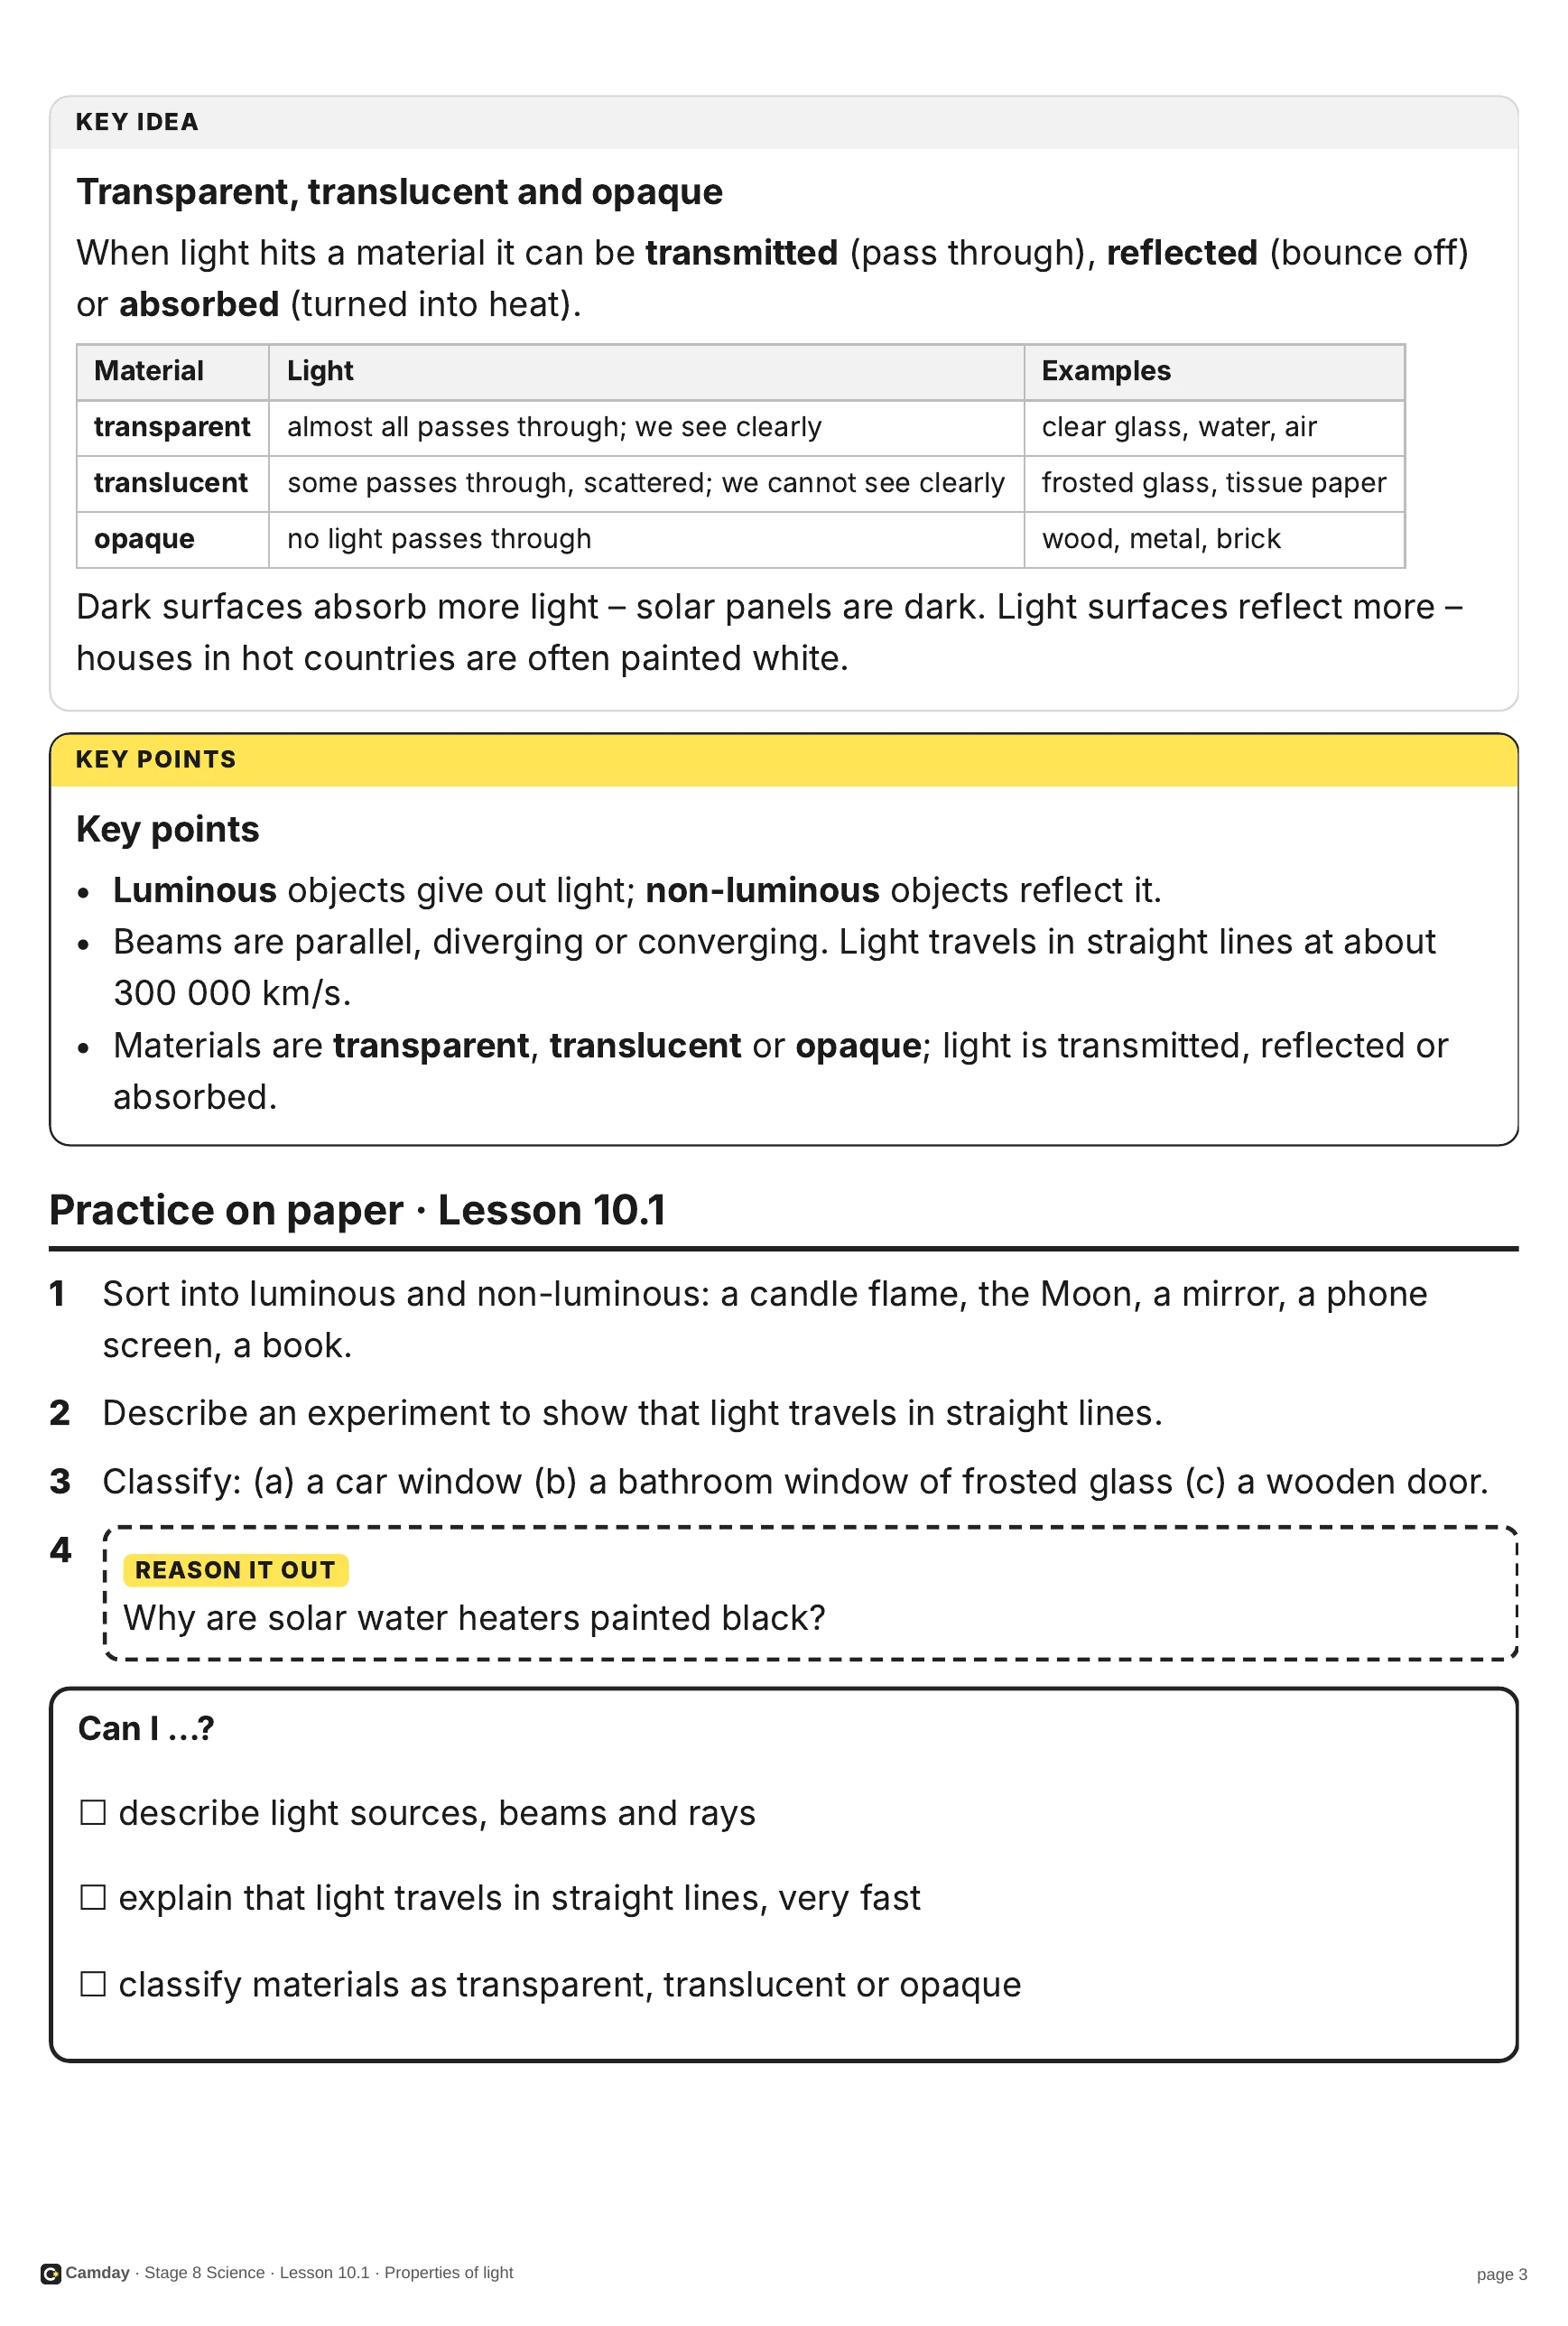 KEY IDEA
Transparent, translucent and opaque
When light hits a material it can be transmitted (pass through), reflected (bounce off)
or absorbed (turned into heat).
Material Light Examples
transparent almost all passes through; we see clearly clear glass, water, air
translucent some passes through, scattered; we cannot see clearly frosted glass, tissue paper
opaque no light passes through wood, metal, brick
Dark surfaces absorb more light – solar panels are dark. Light surfaces reflect more –
houses in hot countries are often painted white.
KEY POINTS
Key points
• Luminous objects give out light; non-luminous objects reflect it.
• Beams are parallel, diverging or converging. Light travels in straight lines at about
300 000 km/s.
• Materials are transparent, translucent or opaque; light is transmitted, reflected or
absorbed.
Practice on paper · Lesson 10.1
1 Sort into luminous and non-luminous: a candle flame, the Moon, a mirror, a phone
screen, a book.
2 Describe an experiment to show that light travels in straight lines.
3 Classify: (a) a car window (b) a bathroom window of frosted glass (c) a wooden door.
4 REASON IT OUT
Why are solar water heaters painted black?
Can I ...?
☐ describe light sources, beams and rays
☐ explain that light travels in straight lines, very fast
☐ classify materials as transparent, translucent or opaque
Camday · Stage 8 Science · Lesson 10.1 · Properties of light page 3